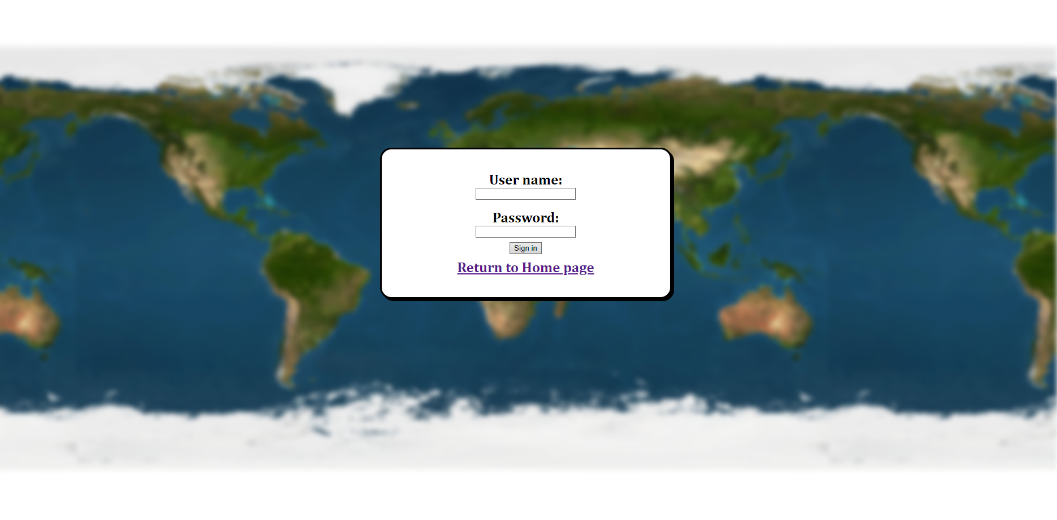 User name:
Password:
Sign in
Return to Home page